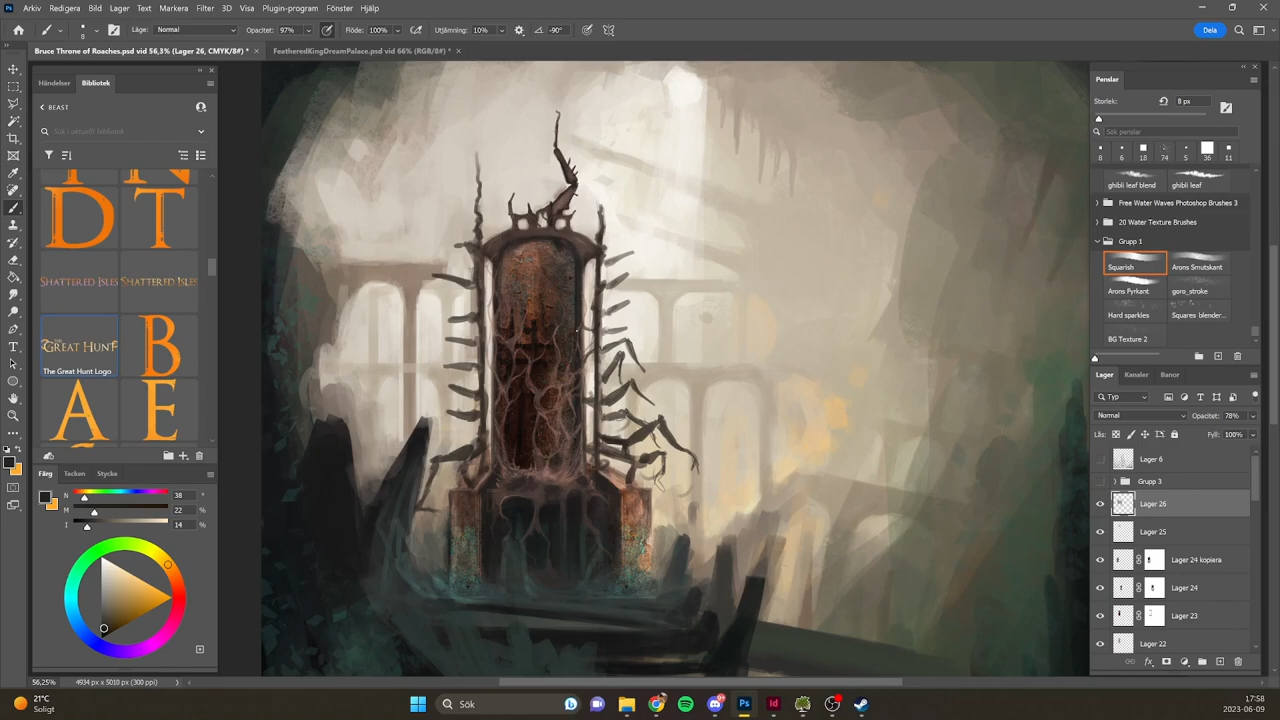 Arkiv Redigera Bild Lager Text Markera Filter 3D Visa Plugin-program Fönster Hjälp
Läge: Normal Opacitet: 97% Flöde: 100% Utjämning: 10% -90° Dela
8
Bruce Throne of Roaches.psd vid 56,3% (Lager 26, CMYK/8#) * × FeatheredKingDreamPalace.psd vid 66% (RGB/8#) * ×
Händelser Bibliotek
BEAST
Sök i aktuellt bibliotek
D T
SHATTERED ISLES SHATTERED ISLES
THE GREAT HUNT B
The Great Hunt Logo
A E
Färg Tecken Stycke
N 38 °
M 22 %
I 14 %
Penslar
Storlek: 8 px
Sök penslar
8 6 18 74 5 36 11
ghibli leaf blend ghibli leaf
Free Water Waves Photoshop Brushes 3
20 Water Texture Brushes
Grupp 1
Squarish Arons Smutskant
Arons Fyrkant goro_stroke
Hard sparkles Squares blender...
BG Texture 2
Lager Kanaler Banor
Typ
Normal Opacitet: 78%
Lås: Fyll: 100%
Lager 6
Grupp 3
Lager 26
Lager 25
Lager 24 kopiera
Lager 24
Lager 23
Lager 22
56,25% 4934 px x 5010 px (300 ppi)
21°C
Soligt
Sök
17:58
2023-06-09